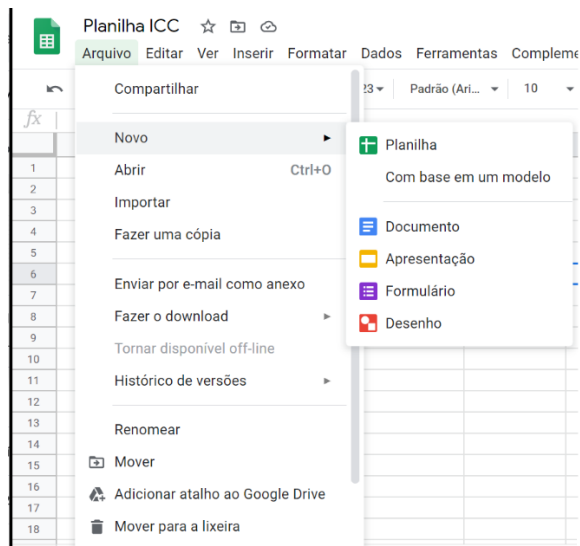 Planilha ICC
Arquivo Editar Ver Inserir Formatar Dados Ferramentas Compleme
Compartilhar
23 Padrão (Ari... 10
fx
Novo
Planilha
Abrir Ctrl+O
Com base em um modelo
Importar
Fazer uma cópia
Documento
Apresentação
Enviar por e-mail como anexo
Formulário
Fazer o download
Desenho
Tornar disponível off-line
Histórico de versões
Renomear
Mover
Adicionar atalho ao Google Drive
Mover para a lixeira
1
2
3
4
5
6
7
8
9
10
11
12
13
14
15
16
17
18